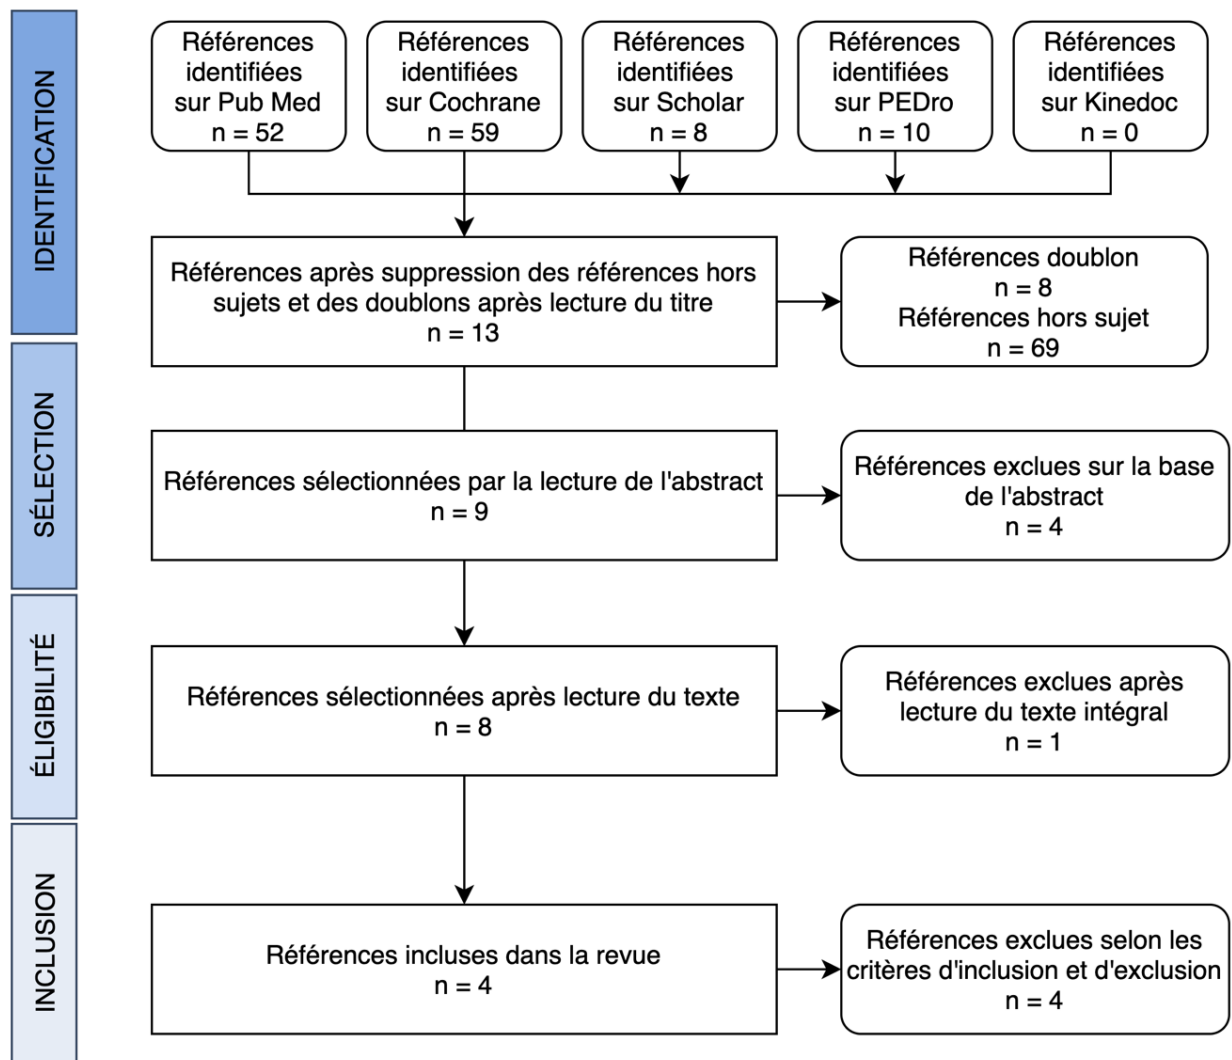 IDENTIFICATION
Références
identifiées
sur Pub Med
n = 52
Références
identifiées
sur Cochrane
n = 59
Références
identifiées
sur Scholar
n = 8
Références
identifiées
sur PEDro
n = 10
Références
identifiées
sur Kinedoc
n = 0
Références après suppression des références hors
sujets et des doublons après lecture du titre
n = 13
Références doublon
n = 8
Références hors sujet
n = 69
SÉLECTION
Références sélectionnées par la lecture de l'abstract
n = 9
Références exclues sur la base
de l'abstract
n = 4
ÉLIGIBILITÉ
Références sélectionnées après lecture du texte
n = 8
Références exclues après
lecture du texte intégral
n = 1
INCLUSION
Références incluses dans la revue
n = 4
Références exclues selon les
critères d'inclusion et d'exclusion
n = 4